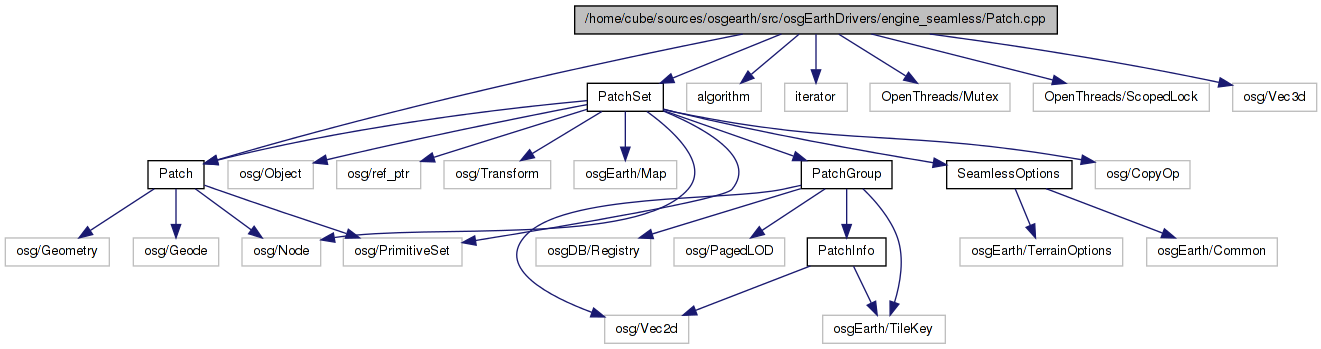 /home/cube/sources/osgearth/src/osgEarthDrivers/engine_seamless/Patch.cpp
PatchSet
algorithm
iterator
OpenThreads/Mutex
OpenThreads/ScopedLock
osg/Vec3d
Patch
osg/Object
osg/ref_ptr
osg/Transform
osgEarth/Map
PatchGroup
SeamlessOptions
osg/CopyOp
osg/Geometry
osg/Geode
osg/Node
osg/PrimitiveSet
osgDB/Registry
osg/PagedLOD
PatchInfo
osgEarth/TerrainOptions
osgEarth/Common
osg/Vec2d
osgEarth/TileKey